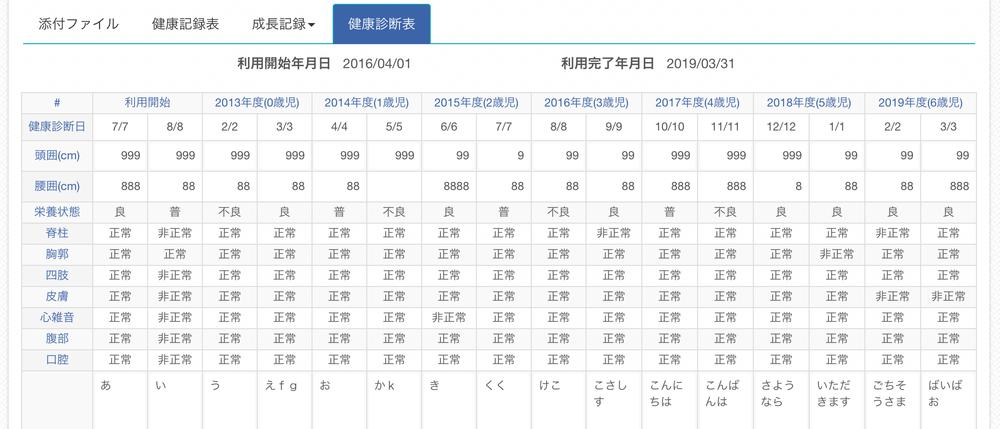 添付ファイル 健康記録表 成長記録 健康診断表
利用開始年月日 2016/04/01 利用完了年月日 2019/03/31
# 利用開始 2013年度(0歳児) 2014年度(1歳児) 2015年度(2歳児) 2016年度(3歳児) 2017年度(4歳児) 2018年度(5歳児) 2019年度(6歳児)
健康診断日 7/7 8/8 2/2 3/3 4/4 5/5 6/6 7/7 8/8 9/9 10/10 11/11 12/12 1/1 2/2 3/3
頭囲(cm) 999 999 999 999 999 999 99 9 99 99 999 999 999 99 99 99
腰囲(cm) 888 88 88 88 88 8888 88 88 88 888 888 8 88 88 888
栄養状態 良 普 不良 良 普 不良 良 普 不良 良 普 不良 良 良 良 良
脊柱 正常 非正常 正常 正常 正常 正常 正常 正常 正常 非正常 正常 正常 正常 正常 非正常 正常
胸郭 正常 正常 正常 正常 正常 正常 正常 正常 正常 正常 正常 正常 正常 非正常 正常 正常
四肢 正常 非正常 正常 正常 正常 正常 正常 正常 正常 正常 正常 正常 正常 正常 正常 正常
皮膚 正常 非正常 正常 正常 正常 正常 正常 正常 正常 正常 正常 正常 正常 正常 非正常 非正常
心雑音 正常 非正常 正常 正常 正常 正常 非正常 正常 正常 正常 正常 正常 正常 正常 正常 正常
腹部 正常 非正常 正常 正常 正常 正常 正常 正常 正常 正常 正常 正常 正常 正常 正常 正常
口腔 正常 非正常 正常 正常 正常 正常 正常 正常 正常 正常 正常 正常 正常 正常 正常 正常
あ い う えｆｇ お かｋ き くく けこ こさし こんに こんば さよう いただ ごちそ ばいば
す ちは んは なら きます うさま お